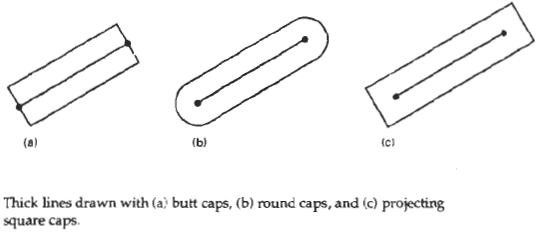 (a)
(b)
(c)
Thick lines drawn with (a) butt caps, (b) round caps, and (c) projecting
square caps.